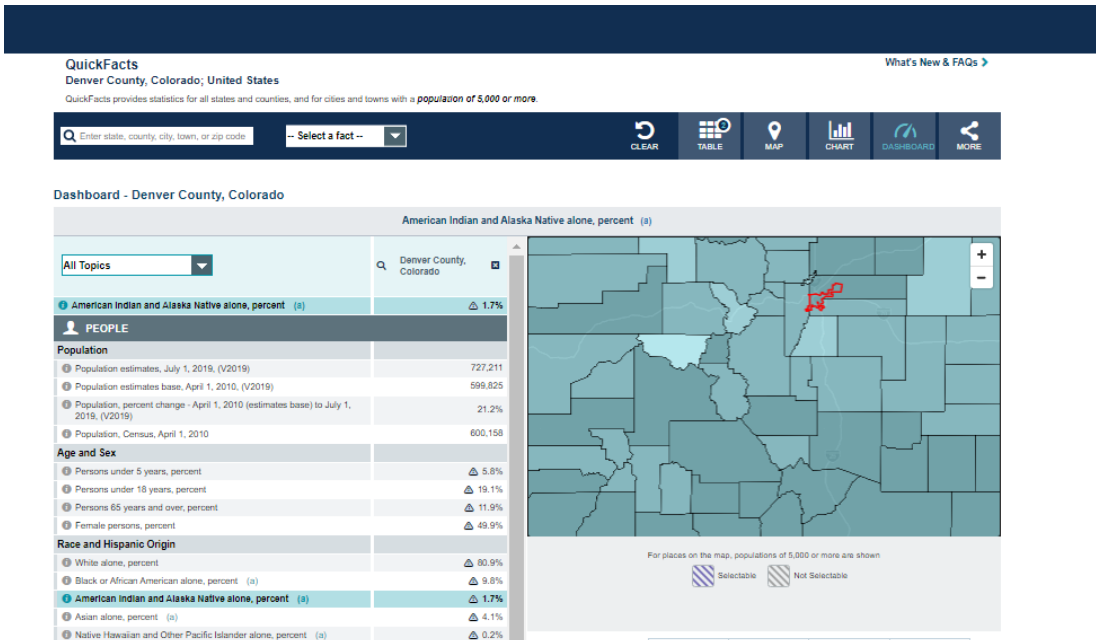 QuickFacts
What's New & FAQs
Denver County, Colorado; United States
QuickFacts provides statistics for all states and counties, and for cities and towns with a population of 5,000 or more.
Enter state, county, city, town, or zip code
-- Select a fact --
CLEAR
2
TABLE
MAP
CHART
DASHBOARD
MORE
Dashboard - Denver County, Colorado
American Indian and Alaska Native alone, percent (a)
All Topics
Denver County,
Colorado
+
−
American Indian and Alaska Native alone, percent (a) 1.7%
PEOPLE
Population
Population estimates, July 1, 2019, (V2019) 727,211
Population estimates base, April 1, 2010, (V2019) 599,825
Population, percent change - April 1, 2010 (estimates base) to July 1,
2019, (V2019) 21.2%
Population, Census, April 1, 2010 600,158
Age and Sex
Persons under 5 years, percent 5.8%
Persons under 18 years, percent 19.1%
Persons 65 years and over, percent 11.9%
Female persons, percent 49.9%
Race and Hispanic Origin
White alone, percent 80.9%
Black or African American alone, percent (a) 9.8%
American Indian and Alaska Native alone, percent (a) 1.7%
Asian alone, percent (a) 4.1%
Native Hawaiian and Other Pacific Islander alone, percent (a) 0.2%
For places on the map, populations of 5,000 or more are shown
Selectable
Not Selectable